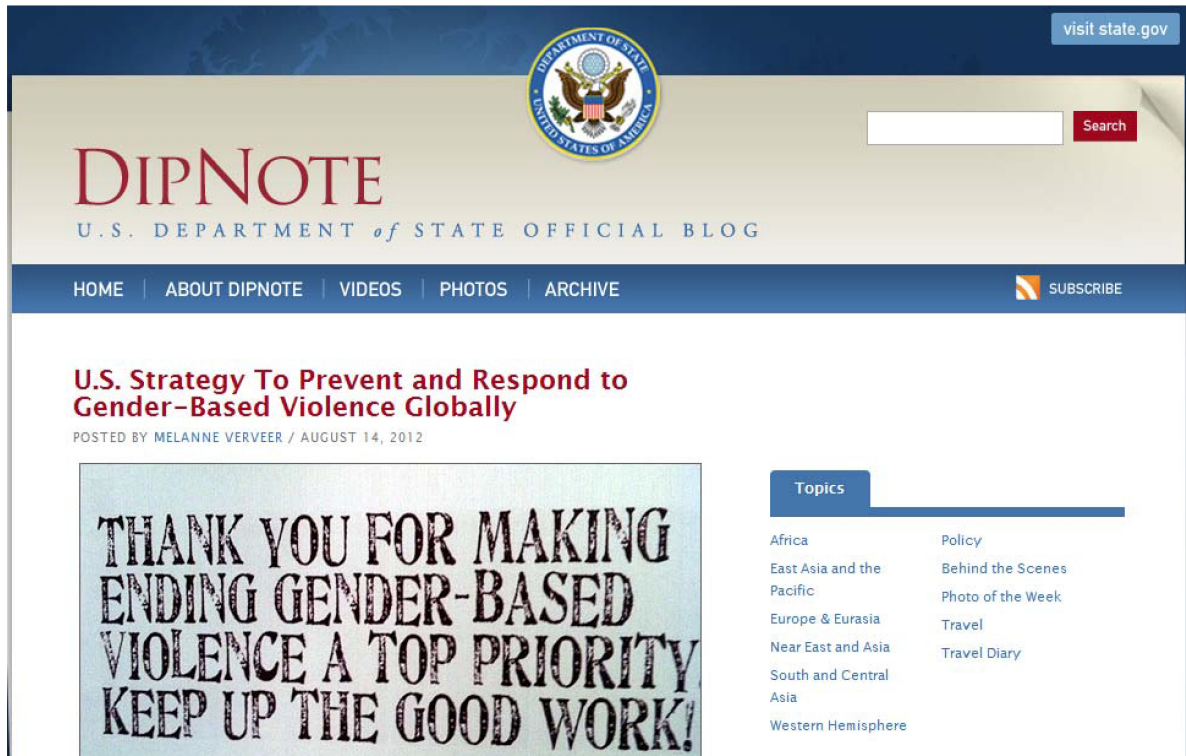 visit state.gov
DEPARTMENT OF STATE
UNITED STATES OF AMERICA
Search
DIPNOTE
U.S. DEPARTMENT of STATE OFFICIAL BLOG
HOME | ABOUT DIPNOTE | VIDEOS | PHOTOS | ARCHIVE
SUBSCRIBE
U.S. Strategy To Prevent and Respond to
Gender-Based Violence Globally
POSTED BY MELANNE VERVEER / AUGUST 14, 2012
THANK YOU FOR MAKING
ENDING GENDER-BASED
VIOLENCE A TOP PRIORITY
KEEP UP THE GOOD WORK!
Topics
Africa
East Asia and the
Pacific
Europe & Eurasia
Near East and Asia
South and Central
Asia
Western Hemisphere
Policy
Behind the Scenes
Photo of the Week
Travel
Travel Diary